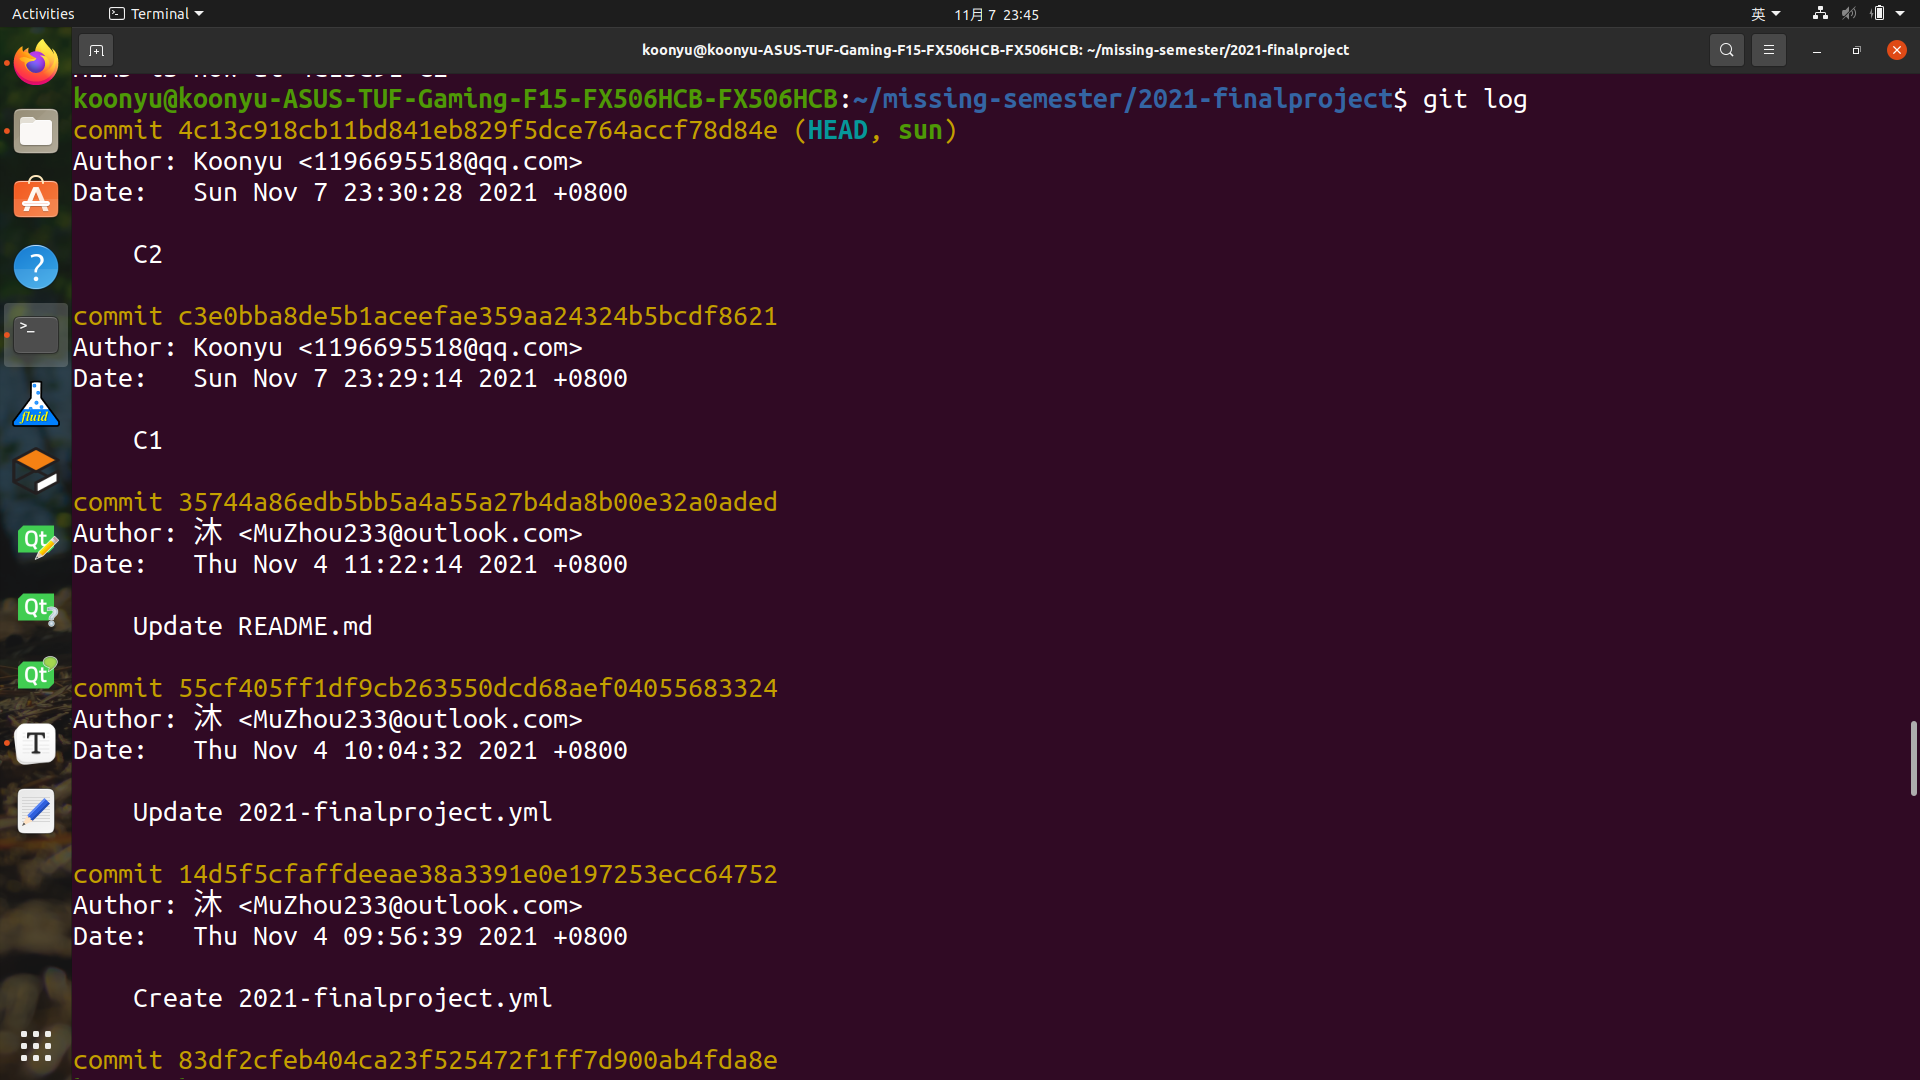 Activities
Terminal
11月 7 23:45
英
koonyu@koonyu-ASUS-TUF-Gaming-F15-FX506HCB-FX506HCB: ~/missing-semester/2021-finalproject
koonyu@koonyu-ASUS-TUF-Gaming-F15-FX506HCB-FX506HCB:~/missing-semester/2021-finalproject$ git log
commit 4c13c918cb11bd841eb829f5dce764accf78d84e (HEAD, sun)
Author: Koonyu <1196695518@qq.com>
Date:   Sun Nov 7 23:30:28 2021 +0800
C2
commit c3e0bba8de5b1aceefae359aa24324b5bcdf8621
Author: Koonyu <1196695518@qq.com>
Date:   Sun Nov 7 23:29:14 2021 +0800
C1
commit 35744a86edb5bb5a4a55a27b4da8b00e32a0aded
Author: 沐 <MuZhou233@outlook.com>
Date:   Thu Nov 4 11:22:14 2021 +0800
Update README.md
commit 55cf405ff1df9cb263550dcd68aef04055683324
Author: 沐 <MuZhou233@outlook.com>
Date:   Thu Nov 4 10:04:32 2021 +0800
Update 2021-finalproject.yml
commit 14d5f5cfaffdeeae38a3391e0e197253ecc64752
Author: 沐 <MuZhou233@outlook.com>
Date:   Thu Nov 4 09:56:39 2021 +0800
Create 2021-finalproject.yml
commit 83df2cfeb404ca23f525472f1ff7d900ab4fda8e
fluid
Qt
Qt
Qt
T